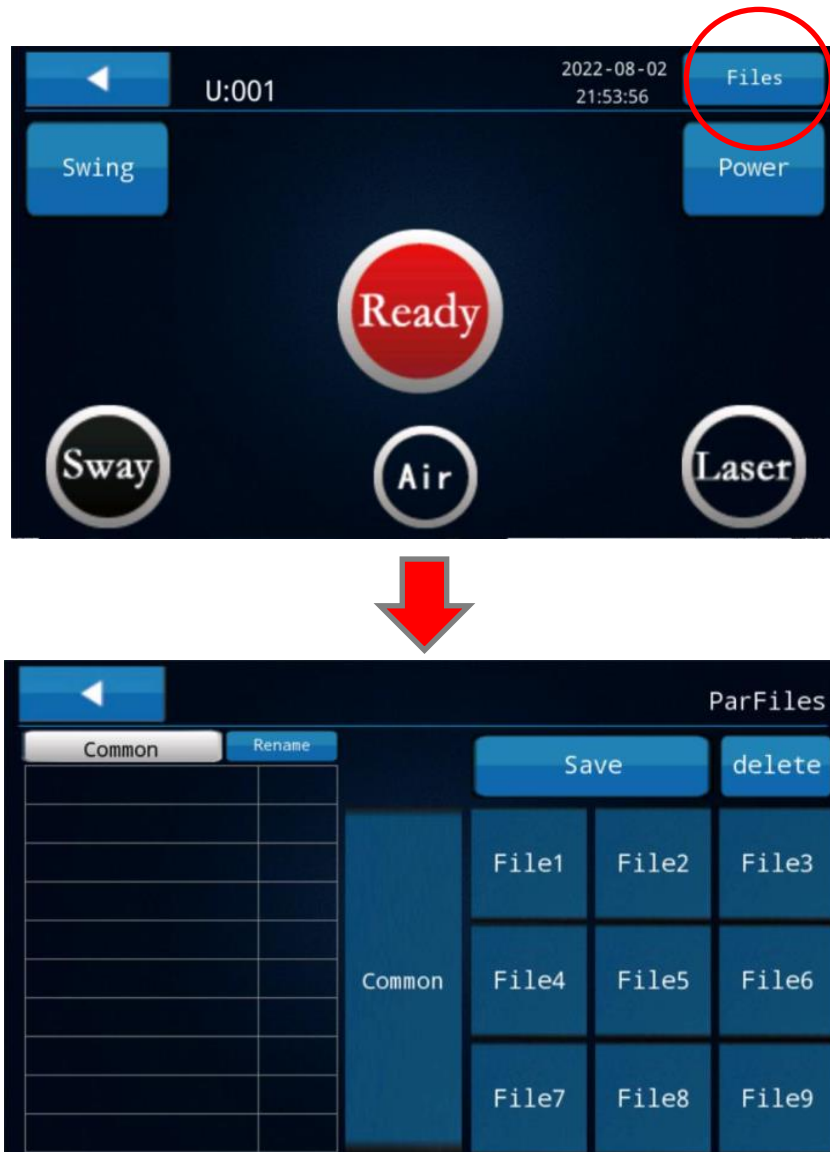 2022-08-02
Files
U:001
21:53:56
Swing
Power
Ready
Sway
Air
Laser
ParFiles
Common
Rename
Save
delete
File1
File2
File3
Common
File4
File5
File6
File7
File8
File9